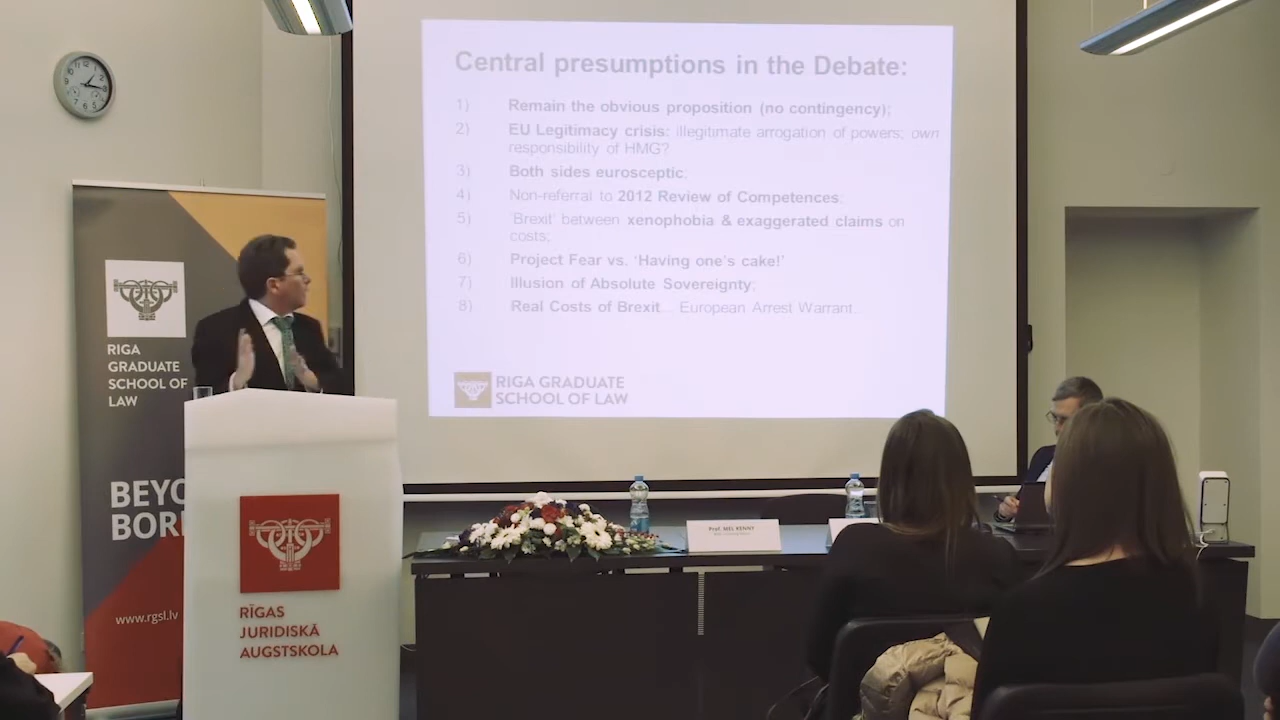 Central presumptions in the Debate:
1) Remain the obvious proposition (no contingency);
2) EU Legitimacy crisis: illegitimate arrogation of powers; own
responsibility of HMG?
3) Both sides eurosceptic;
4) Non-referral to 2012 Review of Competences;
5) 'Brexit' between xenophobia & exaggerated claims on
costs;
6) Project Fear vs. 'Having one's cake!'
7) Illusion of Absolute Sovereignty;
8) Real Costs of Brexit... European Arrest Warrant...
RIGA GRADUATE
SCHOOL OF LAW
RIGA
GRADUATE
SCHOOL OF
LAW
BEYO
BOR
www.rgsl.lv
RĪGAS
JURIDISKĀ
AUGSTSKOLA
Prof. MEL KENNY